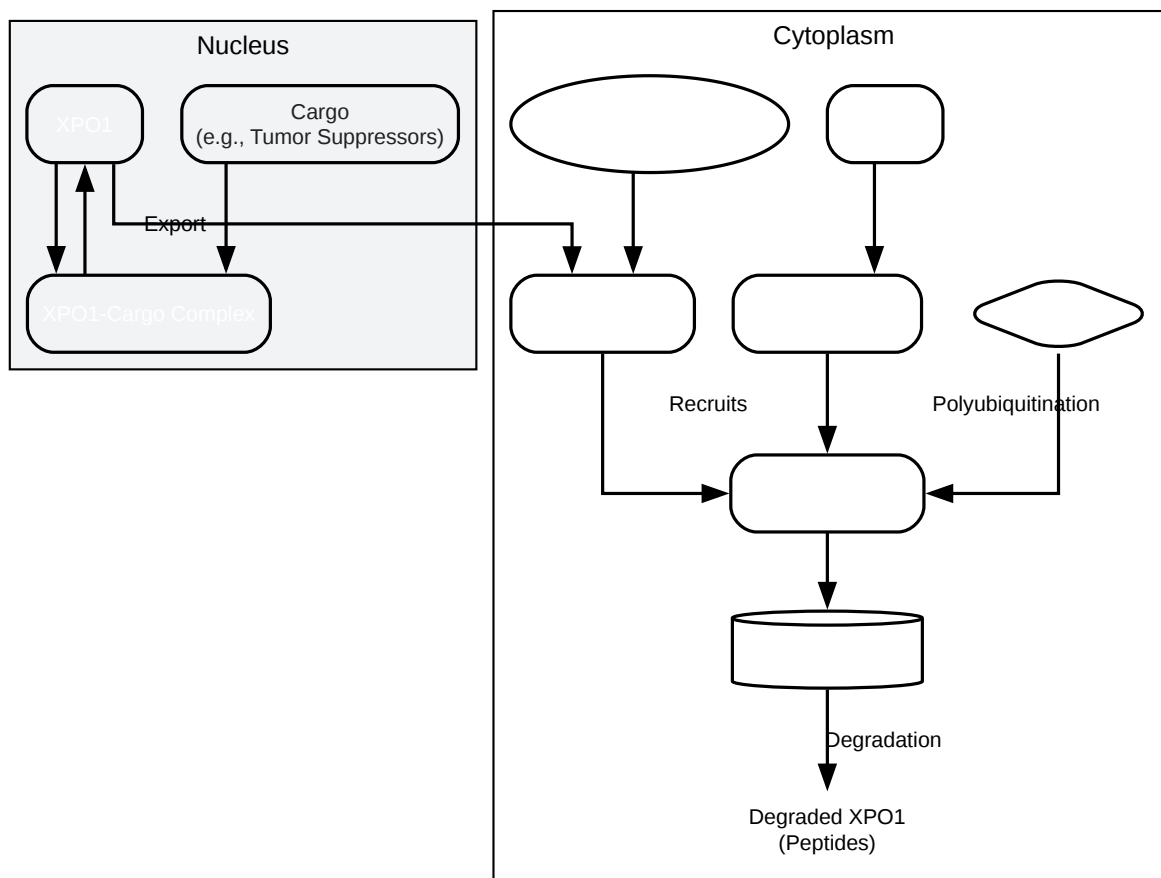 Nucleus
Cytoplasm
XPO1
Cargo
(e.g., Tumor Suppressors)
Export
XPO1-Cargo Complex
Recruits
Polyubiquitination
Degradation
Degraded XPO1
(Peptides)